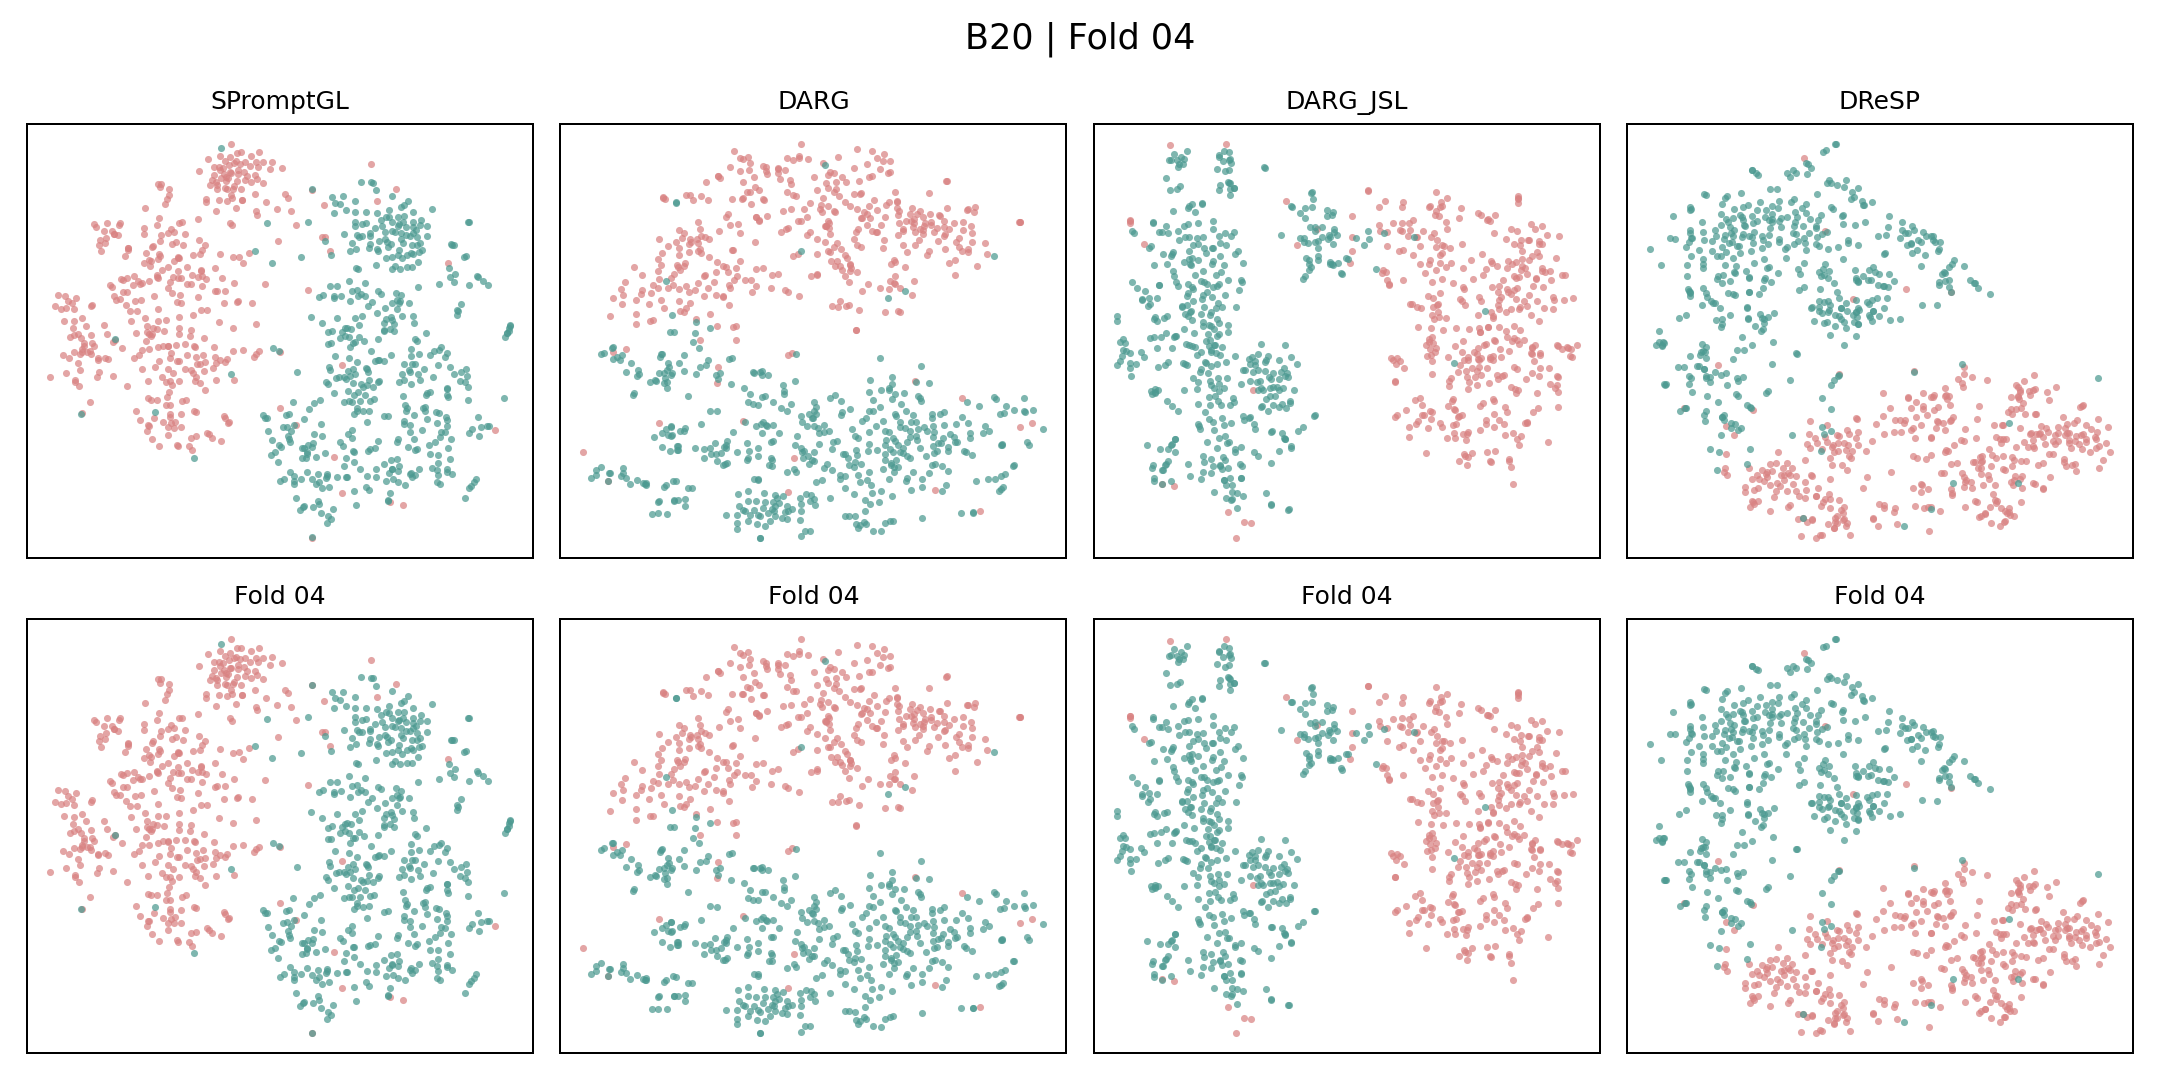 B20 | Fold 04
SPromptGL
DARG
DARG_JSL
DReSP
Fold 04
Fold 04
Fold 04
Fold 04